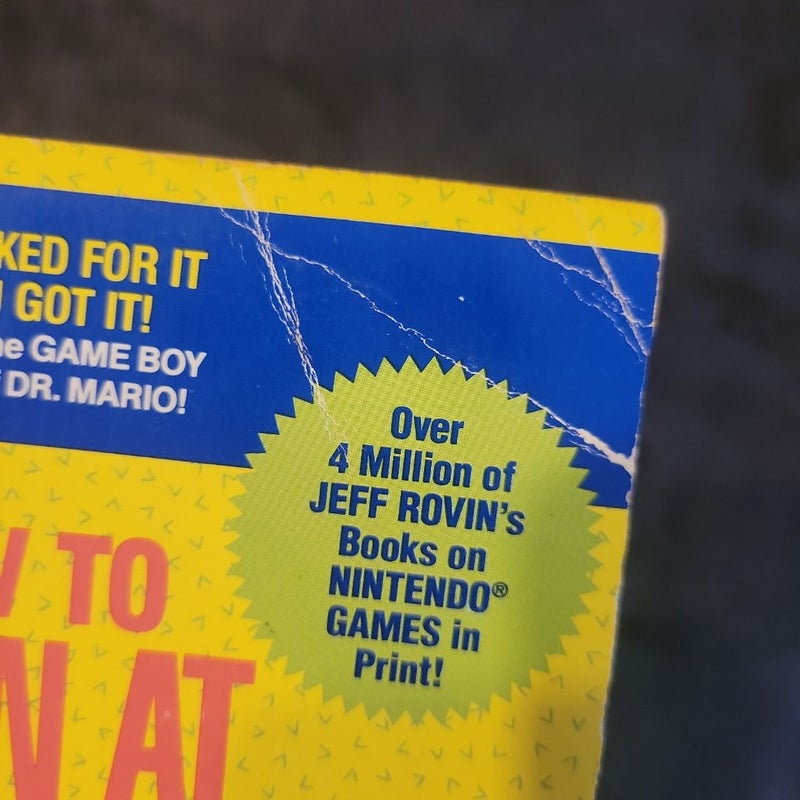 KED FOR IT
GOT IT!
he GAME BOY
DR. MARIO!
Over
4 Million of
JEFF ROVIN's
Books on
NINTENDO®
GAMES in
Print!
TO
N AT